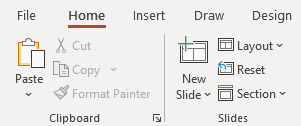 File Home Insert Draw Design
Paste
Cut
Copy
Format Painter
Clipboard
New
Slide
Layout
Reset
Section
Slides